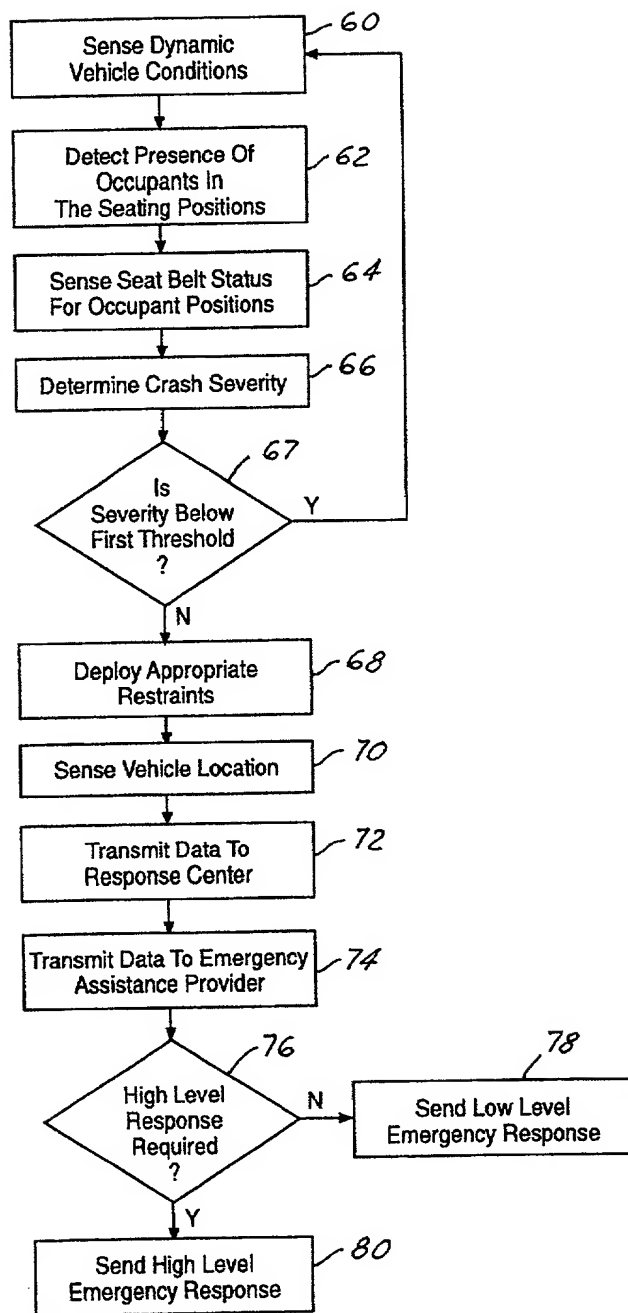 60
Sense Dynamic
Vehicle Conditions
Detect Presence Of
Occupants In
The Seating Positions
62
Sense Seat Belt Status
For Occupant Positions
64
Determine Crash Severity
66
67
Is
Severity Below
First Threshold
?
Y
N
Deploy Appropriate
Restraints
68
Sense Vehicle Location
70
Transmit Data To
Response Center
72
Transmit Data To Emergency
Assistance Provider
74
76
High Level
Response
Required
?
N
78
Send Low Level
Emergency Response
Y
Send High Level
Emergency Response
80